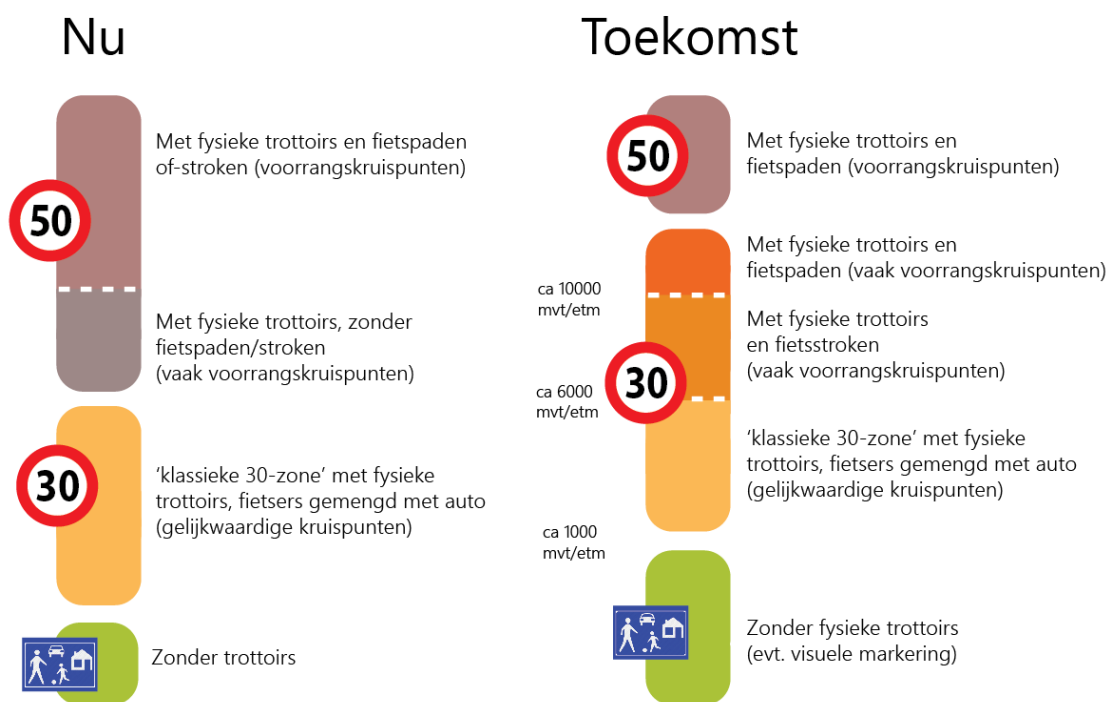 Nu
Met fysieke trottoirs en fietspaden
of-stroken (voorrangskruispunten)
50
Met fysieke trottoirs, zonder
fietspaden/stroken
(vaak voorrangskruispunten)
30
‘klassieke 30-zone’ met fysieke
trottoirs, fietsers gemengd met auto
(gelijkwaardige kruispunten)
Zonder trottoirs
Toekomst
50
Met fysieke trottoirs en
fietspaden (voorrangskruispunten)
Met fysieke trottoirs en
fietspaden (vaak voorrangskruispunten)
ca 10000
mvt/etm
Met fysieke trottoirs
en fietsstroken
(vaak voorrangskruispunten)
30
ca 6000
mvt/etm
‘klassieke 30-zone’ met fysieke
trottoirs, fietsers gemengd met auto
(gelijkwaardige kruispunten)
ca 1000
mvt/etm
Zonder fysieke trottoirs
(evt. visuele markering)